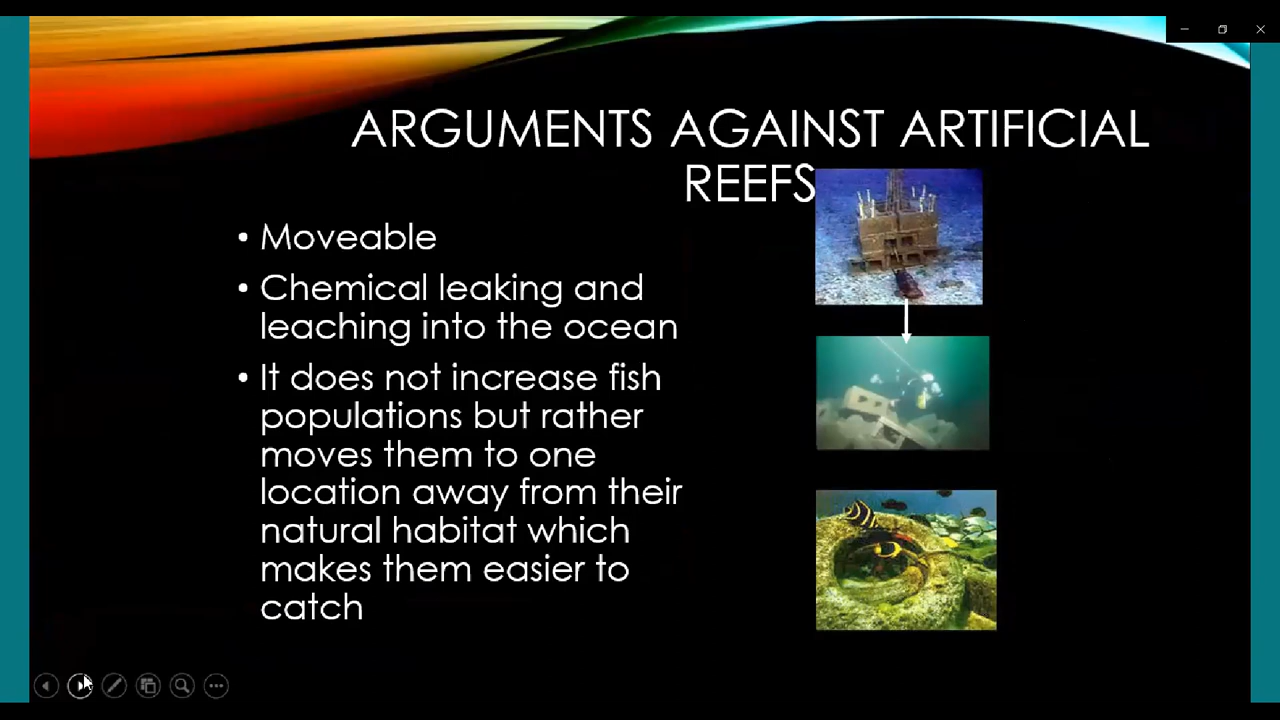 ARGUMENTS AGAINST ARTIFICIAL
REEFS
• Moveable
• Chemical leaking and
leaching into the ocean
• It does not increase fish
populations but rather
moves them to one
location away from their
natural habitat which
makes them easier to
catch